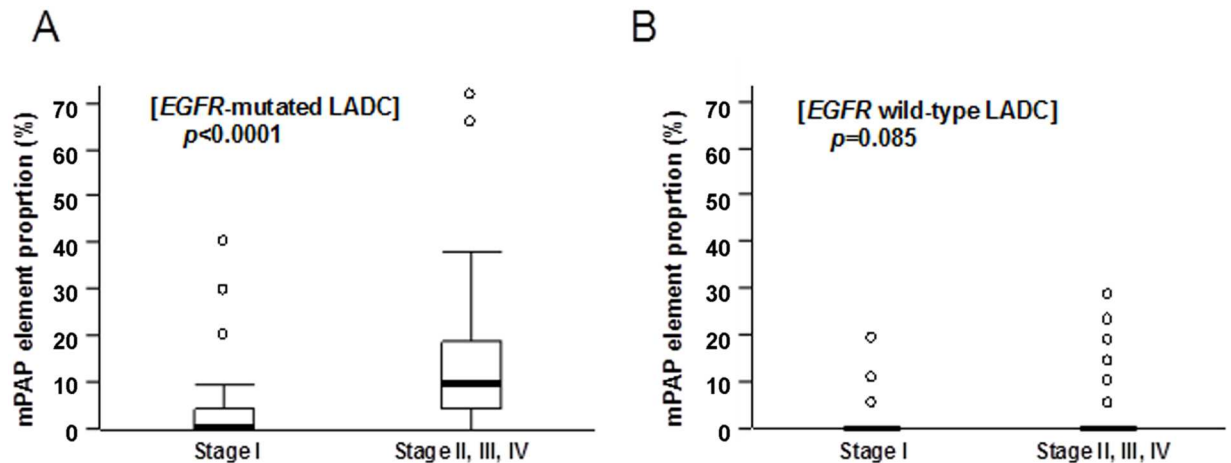 A
mPAP element proprtion (%)
70
60
50
40
30
20
10
0
[EGFR-mutated LADC]
p<0.0001
Stage I
Stage II, III, IV
B
mPAP element proprtion (%)
70
60
50
40
30
20
10
0
[EGFR wild-type LADC]
p=0.085
Stage I
Stage II, III, IV